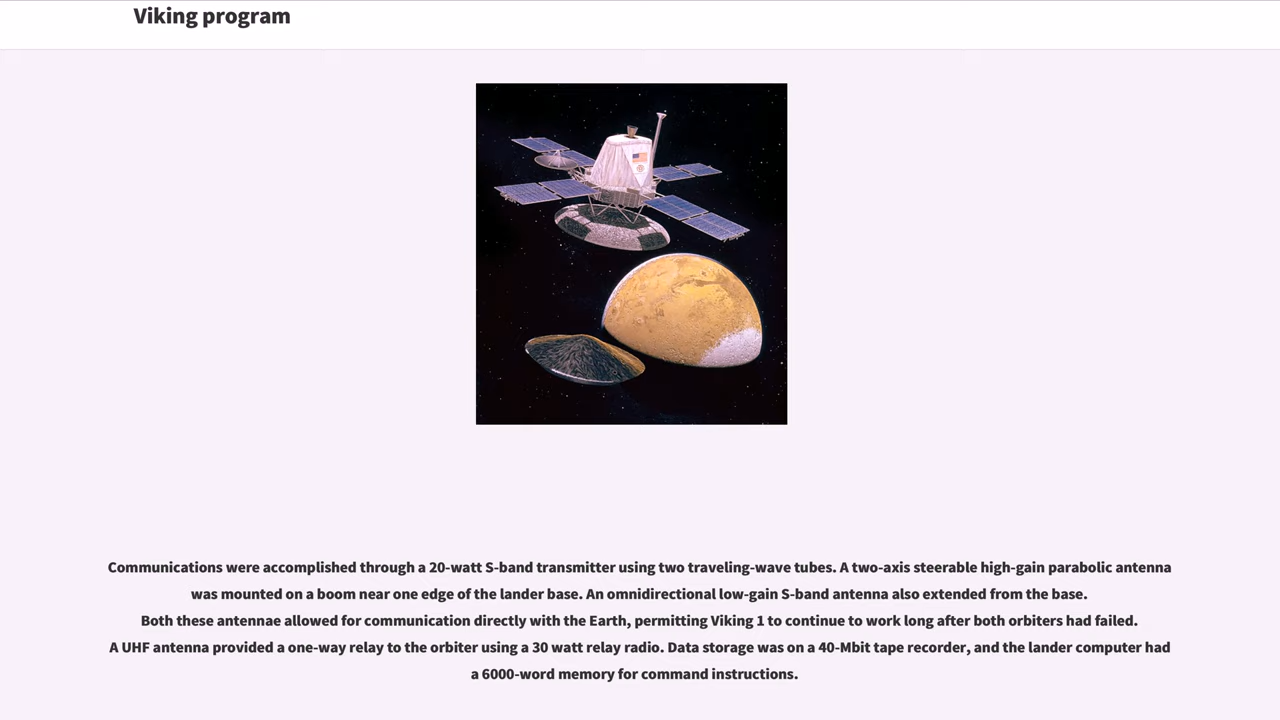 Viking program
Communications were accomplished through a 20-watt S-band transmitter using two traveling-wave tubes. A two-axis steerable high-gain parabolic antenna
was mounted on a boom near one edge of the lander base. An omnidirectional low-gain S-band antenna also extended from the base.
Both these antennae allowed for communication directly with the Earth, permitting Viking 1 to continue to work long after both orbiters had failed.
A UHF antenna provided a one-way relay to the orbiter using a 30 watt relay radio. Data storage was on a 40-Mbit tape recorder, and the lander computer had
a 6000-word memory for command instructions.